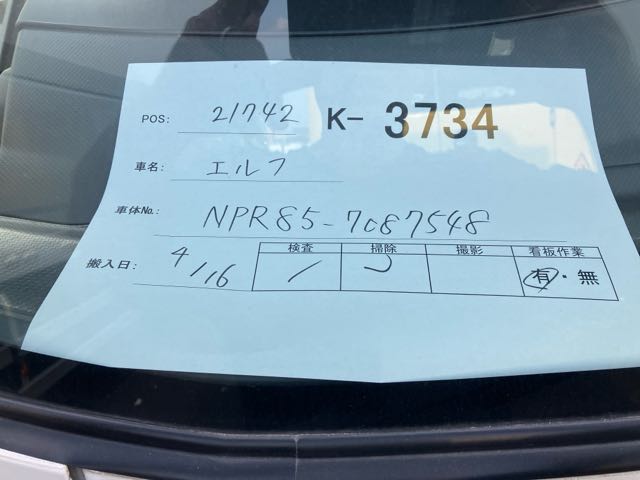 POS: 21742 K- 3734
車名: エルフ
車体No.: NPR85-7087548
搬入日: 4/16
検査 掃除 撮影 看板作業
有・無